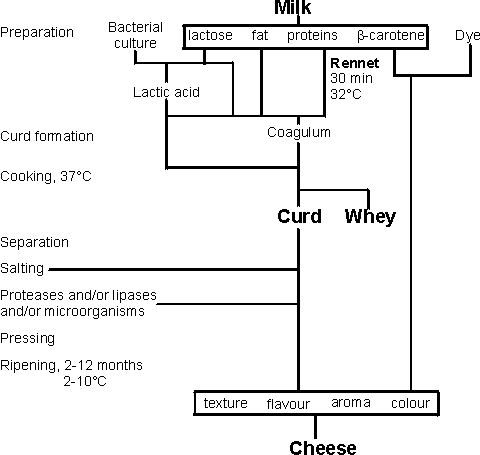 Milk
Preparation
Bacterial
culture
lactose fat proteins β-carotene
Dye
Rennet
30 min
32°C
Lactic acid
Coagulum
Curd formation
Cooking, 37°C
Curd Whey
Separation
Salting
Proteases and/or lipases
and/or microorganisms
Pressing
Ripening, 2-12 months
2-10°C
texture flavour aroma colour
Cheese